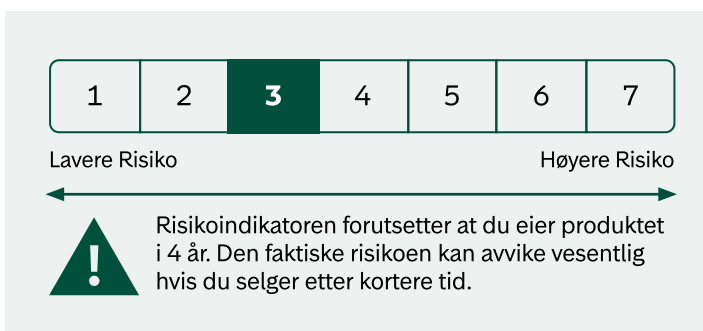 1 2 3 4 5 6 7
Lavere Risiko Høyere Risiko
Risikoindikatoren forutsetter at du eier produktet
i 4 år. Den faktiske risikoen kan avvike vesentlig
hvis du selger etter kortere tid.